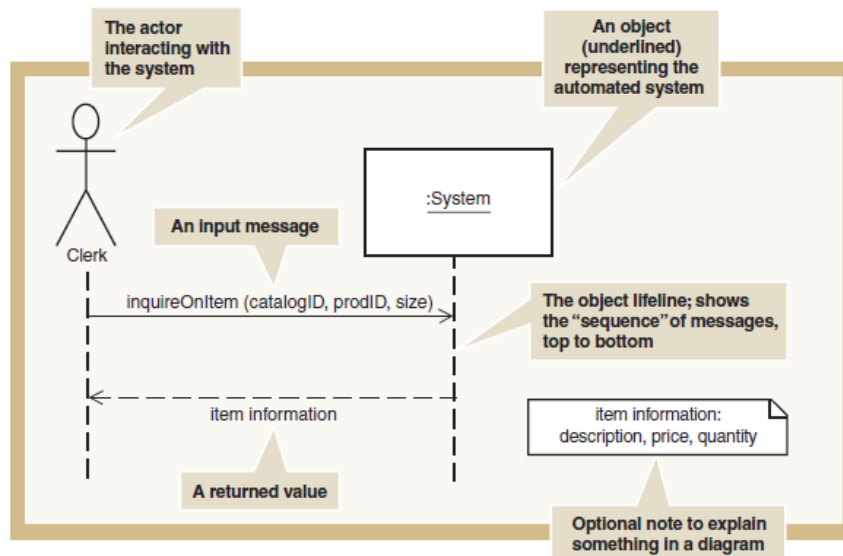 The actor
interacting with
the system
An object
(underlined)
representing the
automated system
:System
An input message
Clerk
inquireOnItem (catalogID, prodID, size)
The object lifeline; shows
the “sequence” of messages,
top to bottom
item information
item information:
description, price, quantity
A returned value
Optional note to explain
something in a diagram